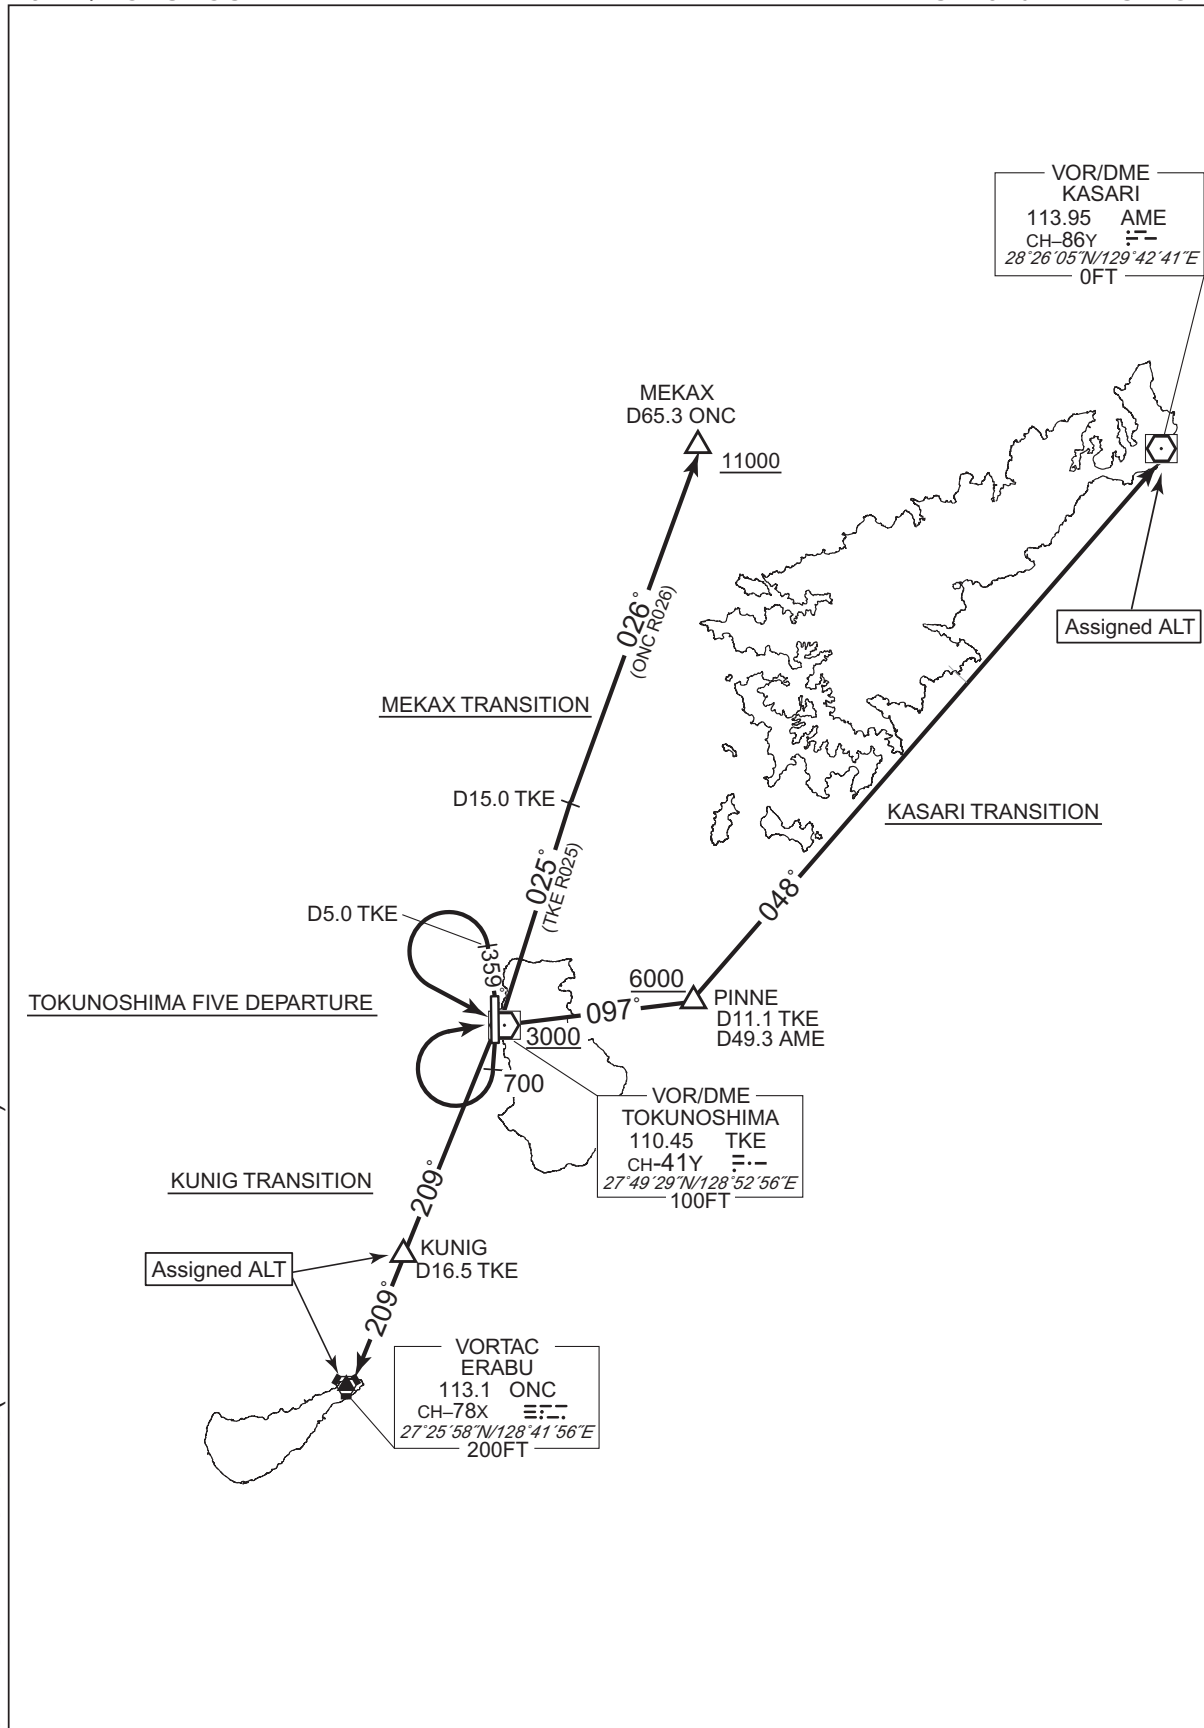 VOR/DME
KASARI
113.95 AME
CH–86Y
28°26′05″N/129°42′41″E
0FT
MEKAX
D65.3 ONC
11000
026°
(ONC R026)
Assigned ALT
MEKAX TRANSITION
D15.0 TKE
KASARI TRANSITION
025°
(TKE R025)
048°
D5.0 TKE
359°
TOKUNOSHIMA FIVE DEPARTURE
6000
097°
PINNE
D11.1 TKE
D49.3 AME
3000
700
VOR/DME
TOKUNOSHIMA
110.45 TKE
CH-41Y
27°49′29″N/128°52′56″E
100FT
KUNIG TRANSITION
209°
KUNIG
D16.5 TKE
Assigned ALT
209°
VORTAC
ERABU
113.1 ONC
CH–78X
27°25′58″N/128°41′56″E
200FT